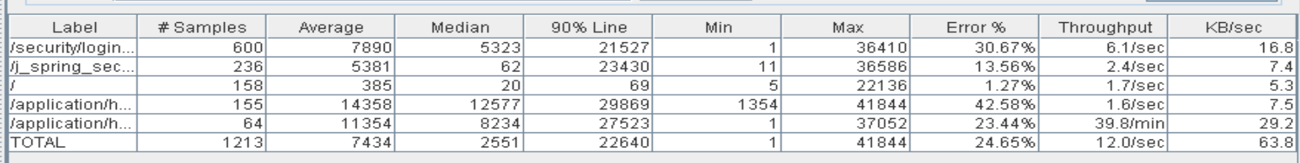 Label # Samples Average Median 90% Line Min Max Error % Throughput KB/sec
/security/login... 600 7890 5323 21527 1 36410 30.67% 6.1/sec 16.8
/j_spring_sec... 236 5381 62 23430 11 36586 13.56% 2.4/sec 7.4
/ 158 385 20 69 5 22136 1.27% 1.7/sec 5.3
/application/h... 155 14358 12577 29869 1354 41844 42.58% 1.6/sec 7.5
/application/h... 64 11354 8234 27523 1 37052 23.44% 39.8/min 29.2
TOTAL 1213 7434 2551 22640 1 41844 24.65% 12.0/sec 63.8